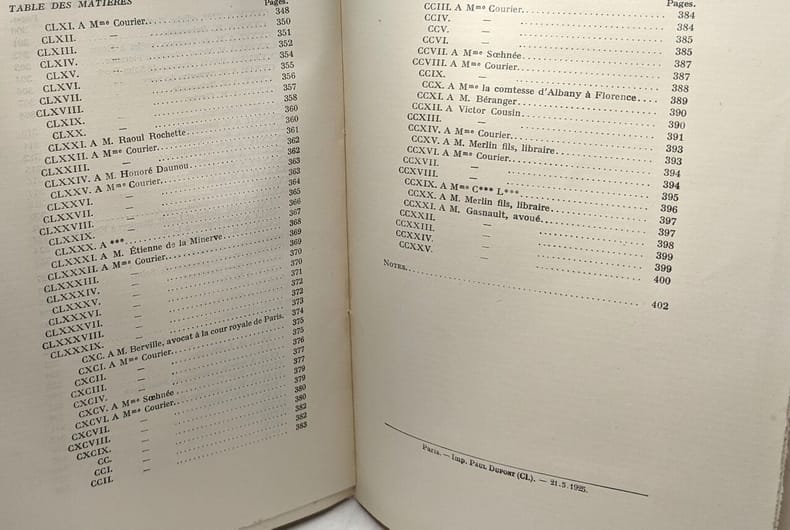 TABLE DES MATIÈRES
Pages.
CLXI. A Mme Courier.. 348
CLXII. — 350
CLXIII. — 351
CLXIV. — 352
CLXV. — 354
CLXVI. — 355
CLXVII. — 356
CLXVIII. — 357
CLXIX. — 358
CLXX. — 360
CLXXI. A M. Raoul Rochette 360
CLXXII. A Mme Courier. 361
CLXXIII. — 362
CLXXIV. A M. Honoré Daunou 362
CLXXV. A Mme Courier. 363
CLXXVI. — 363
CLXXVII. — 364
CLXXVIII. — 365
CLXXIX. — 366
CLXXX. A *** 367
CLXXXI. A M. Étienne de la Minerve 368
CLXXXII. A Mme Courier. 369
CLXXXIII. — 369
CLXXXIV. — 370
CLXXXV. — 370
CLXXXVI. — 371
CLXXXVII. — 372
CLXXXVIII. — 372
CLXXXIX. — 373
CXC. A M. Berville, avocat à la cour royale de Paris. 374
CXCI. A Mme Courier. 375
CXCII. — 375
CXCIII. — 376
CXCIV. — 377
CXCV. A Mme Sœhnée 377
CXCVI. A Mme Courier. 379
CXCVII. — 379
CXCVIII. — 380
CXCIX. — 380
CC. — 382
CCI. — 382
CCII. — 383
Pages.
CCIII. A Mme Courier. 384
CCIV. — 384
CCV. — 385
CCVI. — 385
CCVII. A Mme Sœhnée 387
CCVIII. A Mme Courier. 387
CCIX. — 388
CCX. A Mme la comtesse d'Albany à Florence. 389
CCXI. A M. Béranger. 390
CCXII. A Victor Cousin 390
CCXIII. — 391
CCXIV. A Mme Courier. 393
CCXV. A M. Merlin fils, libraire. 393
CCXVI. A Mme Courier. 394
CCXVII. — 394
CCXVIII. — 395
CCXIX. A Mme C*** L*** 396
CCXX. A M. Merlin fils, libraire. 397
CCXXI. A M. Gasnault, avoué. 397
CCXXII. — 398
CCXXIII. — 399
CCXXIV. — 399
CCXXV. — 400
NOTES. 402
Paris. — Imp. PAUL DUPONT (Cl.). — 21.5.1925.